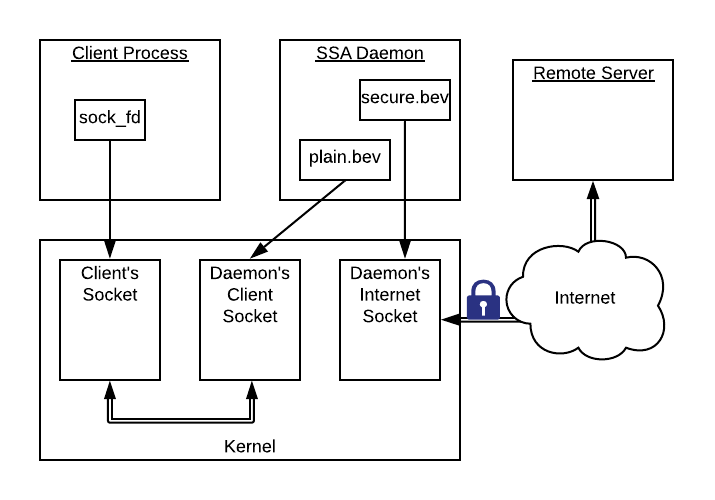 Client Process
SSA Daemon
Remote Server
secure.bev
sock_fd
plain.bev
Client's
Socket
Daemon's
Client
Socket
Daemon's
Internet
Socket
Internet
Kernel